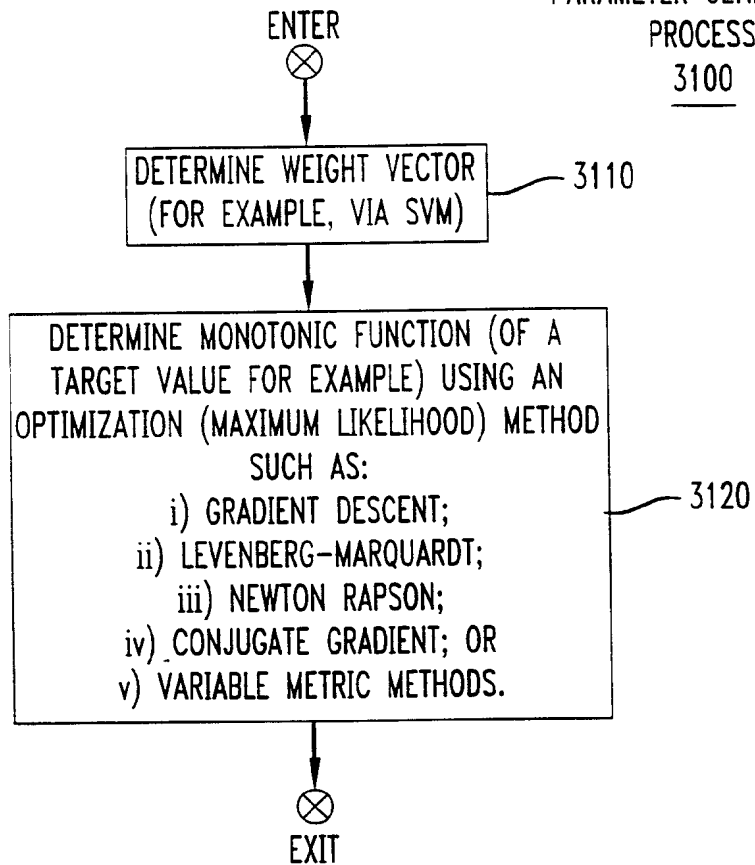 PROCESS
3100
ENTER
DETERMINE WEIGHT VECTOR
(FOR EXAMPLE, VIA SVM)
3110
DETERMINE MONOTONIC FUNCTION (OF A
TARGET VALUE FOR EXAMPLE) USING AN
OPTIMIZATION (MAXIMUM LIKELIHOOD) METHOD
SUCH AS:
i) GRADIENT DESCENT;
ii) LEVENBERG-MARQUARDT;
iii) NEWTON RAPSON;
iv) CONJUGATE GRADIENT; OR
v) VARIABLE METRIC METHODS.
3120
EXIT